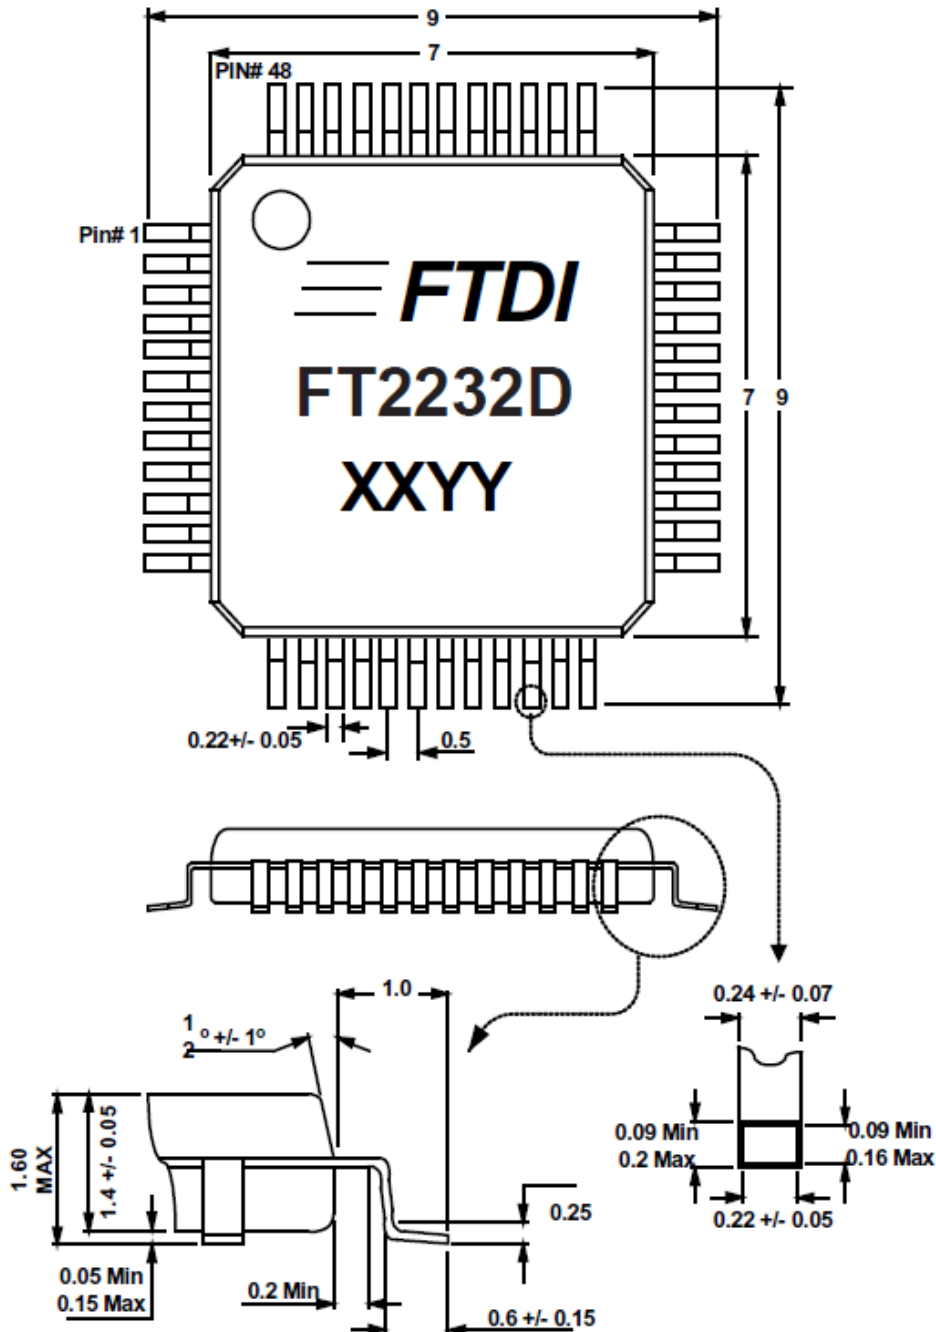 9
7
PIN# 48
Pin# 1
FTDI
FT2232D
XXYY
7 9
0.22+/- 0.05
0.5
1.0
0.24 +/- 0.07
1
2 º +/- 1º
1.60
MAX
1.4 +/- 0.05
0.09 Min
0.2 Max
0.09 Min
0.16 Max
0.25
0.22 +/- 0.05
0.05 Min
0.15 Max
0.2 Min
0.6 +/- 0.15